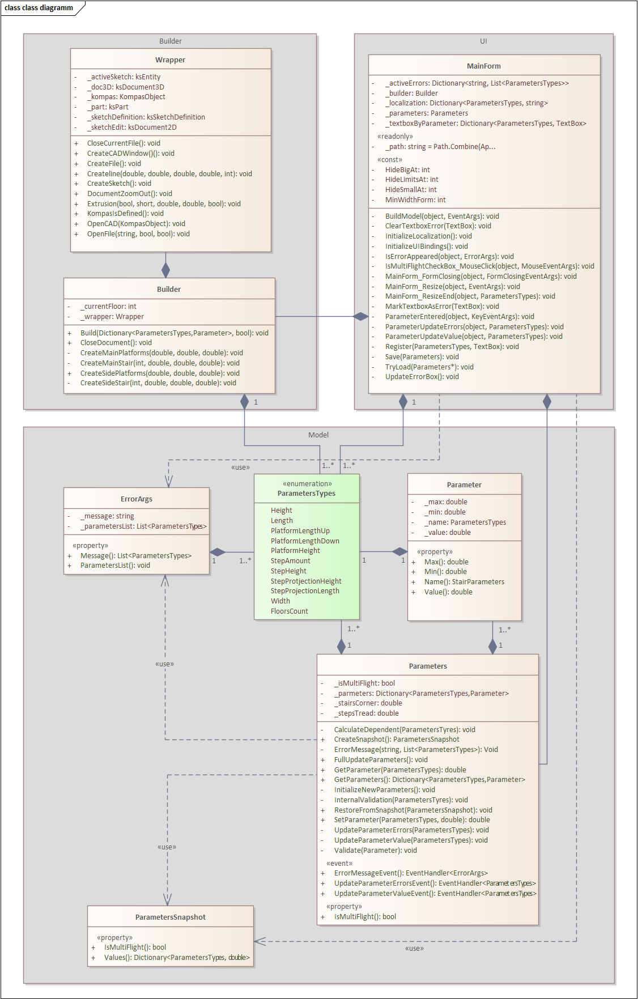 class class diagramm
Builder
Wrapper
- _activeSketch: ksEntity
- _doc3D: ksDocument3D
- _kompas: KompasObject
- _part: ksPart
- _sketchDefinition: ksSketchDefinition
- _sketchEdit: ksDocument2D
+ CloseCurrentFile(): void
+ CreateCADWindow()(): void
+ CreateFile(): void
+ Createline(double, double, double, double, int): void
+ CreateSketch(): void
+ DocumentZoomOut(): void
+ Extrusion(bool, short, double, double, bool): void
+ KompasIsDefined(): void
+ OpenCAD(KompasObject): void
+ OpenFile(string, bool, bool): void
Builder
- _currentFloor: int
- _wrapper: Wrapper
+ Build(Dictionary<ParametersTypes,Parameter>, bool): void
+ CloseDocument(): void
- CreateMainPlatforms(double, double, double): void
- CreateMainStair(int, double, double, double): void
+ CreateSidePlatforms(double, double, double): void
- CreateSideStair(int, double, double, double): void
1
UI
MainForm
- _activeErrors: Dictionary<string, List<ParametersTypes>>
- _builder: Builder
- _localization: Dictionary<ParametersTypes, string>
- _parameters: Parameters
- _textboxByParameter: Dictionary<ParametersTypes, TextBox>
«readonly»
- _path: string = Path.Combine(Ap...
«const»
- HideBigAt: int
- HideLimitsAt: int
- HideSmallAt: int
- MinWidthForm: int
- BuildModel(object, EventArgs): void
- ClearTextboxError(TextBox): void
- InitializeLocalization(): void
- InitializeUIBindings(): void
- IsErrorAppeared(object, ErrorArgs): void
- IsMultiFlightCheckBox_MouseClick(object, MouseEventArgs): void
- MainForm_FormClosing(object, FormClosingEventArgs): void
- MainForm_Resize(object, EventArgs): void
- MainForm_ResizeEnd(object, ParametersTypes): void
- MarkTextboxAsError(TextBox): void
- ParameterEntered(object, KeyEventArgs): void
- ParameterUpdateErrors(object, ParametersTypes): void
- ParameterUpdateValue(object, ParametersTypes): void
- Register(ParametersTypes, TextBox): void
- Save(Parameters): void
- TryLoad(Parameters*): void
- UpdateErrorBox(): void
1
Model
«use»
1..*
1..*
ErrorArgs
- _message: string
- _parametersList: List<ParametersTypes>
«property»
+ Message(): List<ParametersTypes>
+ ParametersList(): void
1
1..*
«enumeration»
ParametersTypes
Height
Length
PlatformLengthUp
PlatformLengthDown
PlatformHeight
StepAmount
StepHeight
StepProtjectionHeight
StepProjectionLength
Width
FloorsCount
1
1
Parameter
- _max: double
- _min: double
- _name: ParametersTypes
- _value: double
«property»
+ Max(): double
+ Min(): double
+ Name(): StairParameters
+ Value(): double
1..*
1
1..*
1
«use»
Parameters
- _isMultiFlight: bool
- _parmeters: Dictionary<ParametersTypes,Parameter>
- _stairsCorner: double
- _stepsTread: double
- CalculateDependent(ParametersTyres): void
+ CreateSnapshot(): ParametersSnapshot
- ErrorMessage(string, List<ParametersTypes>): Void
+ FullUpdateParameters(): void
+ GetParameter(ParametersTypes): double
+ GetParameters(): Dictionary<ParametersTypes,Parameter>
- InitializeNewParameters(): void
- InternalValidation(ParametersTyres): void
+ RestoreFromSnapshot(ParametersSnapshot): void
+ SetParameter(ParametersTypes, double): double
- UpdateParameterErrors(ParametersTypes): void
- UpdateParameterValue(ParametersTypes): void
- Validate(Parameter): void
«event»
+ ErrorMessageEvent(): EventHandler<ErrorArgs>
+ UpdateParameterErrorsEvent(): EventHandler<ParametersTypes>
+ UpdateParameterValueEvent(): EventHandler<ParametersTypes>
«property»
+ IsMultiFlight(): bool
«use»
ParametersSnapshot
«property»
+ IsMultiFlight(): bool
+ Values(): Dictionary<ParametersTypes, double>
«use»